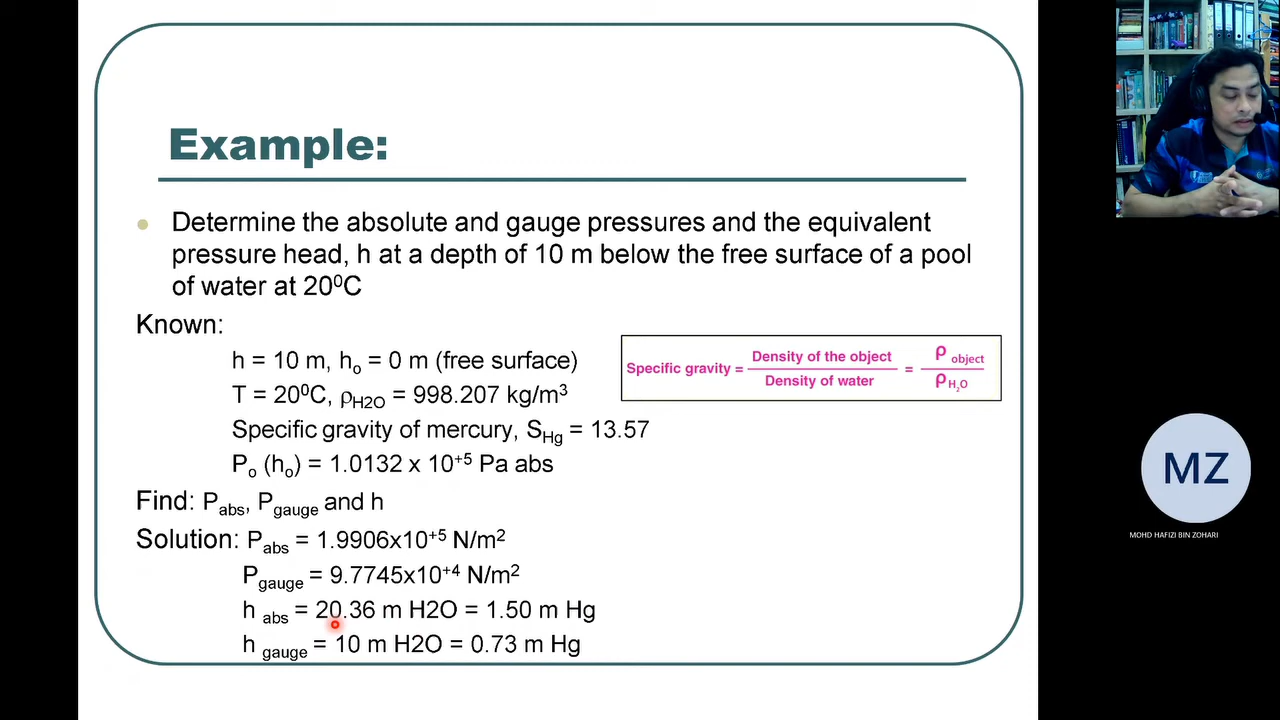 Example:
Determine the absolute and gauge pressures and the equivalent
pressure head, h at a depth of 10 m below the free surface of a pool
of water at 20⁰C
Known:
h = 10 m, hₒ = 0 m (free surface)
T = 20⁰C, ρH2O = 998.207 kg/m³
Specific gravity of mercury, SHg = 13.57
Pₒ (hₒ) = 1.0132 x 10⁺⁵ Pa abs
Specific gravity = Density of the object / Density of water = ρ object / ρ H₂O
Find: Pabs, Pgauge and h
Solution: Pabs = 1.9906x10⁺⁵ N/m²
Pgauge = 9.7745x10⁺⁴ N/m²
h abs = 20.36 m H2O = 1.50 m Hg
h gauge = 10 m H2O = 0.73 m Hg
MZ
MOHD HAFIZI BIN ZOHARI